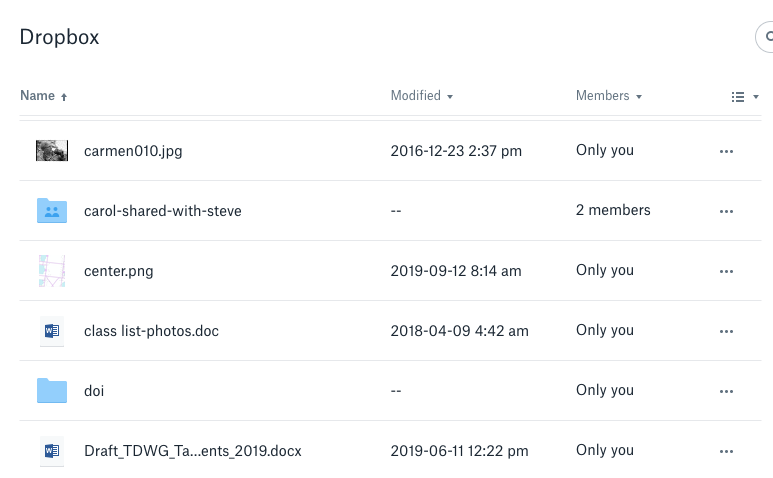 Dropbox
Name Modified Members
carmen010.jpg 2016-12-23 2:37 pm Only you
carol-shared-with-steve -- 2 members
center.png 2019-09-12 8:14 am Only you
class list-photos.doc 2018-04-09 4:42 am Only you
doi -- Only you
Draft_TDWG_Ta...ents_2019.docx 2019-06-11 12:22 pm Only you